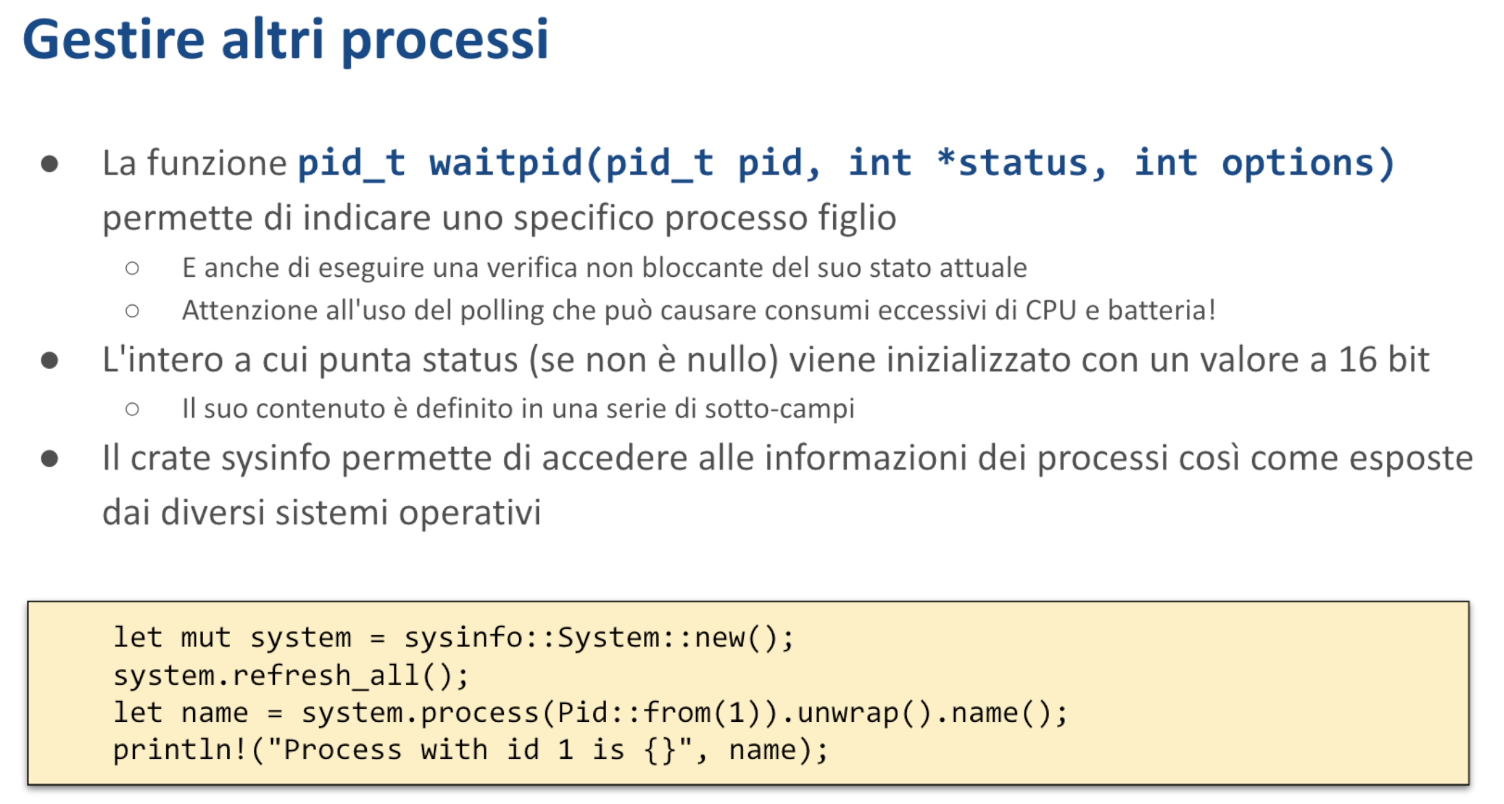 Gestire altri processi
● La funzione pid_t waitpid(pid_t pid, int *status, int options)
permette di indicare uno specifico processo figlio
○ E anche di eseguire una verifica non bloccante del suo stato attuale
○ Attenzione all'uso del polling che può causare consumi eccessivi di CPU e batteria!
● L'intero a cui punta status (se non è nullo) viene inizializzato con un valore a 16 bit
○ Il suo contenuto è definito in una serie di sotto-campi
● Il crate sysinfo permette di accedere alle informazioni dei processi così come esposte
dai diversi sistemi operativi
let mut system = sysinfo::System::new();
system.refresh_all();
let name = system.process(Pid::from(1)).unwrap().name();
println!("Process with id 1 is {}", name);